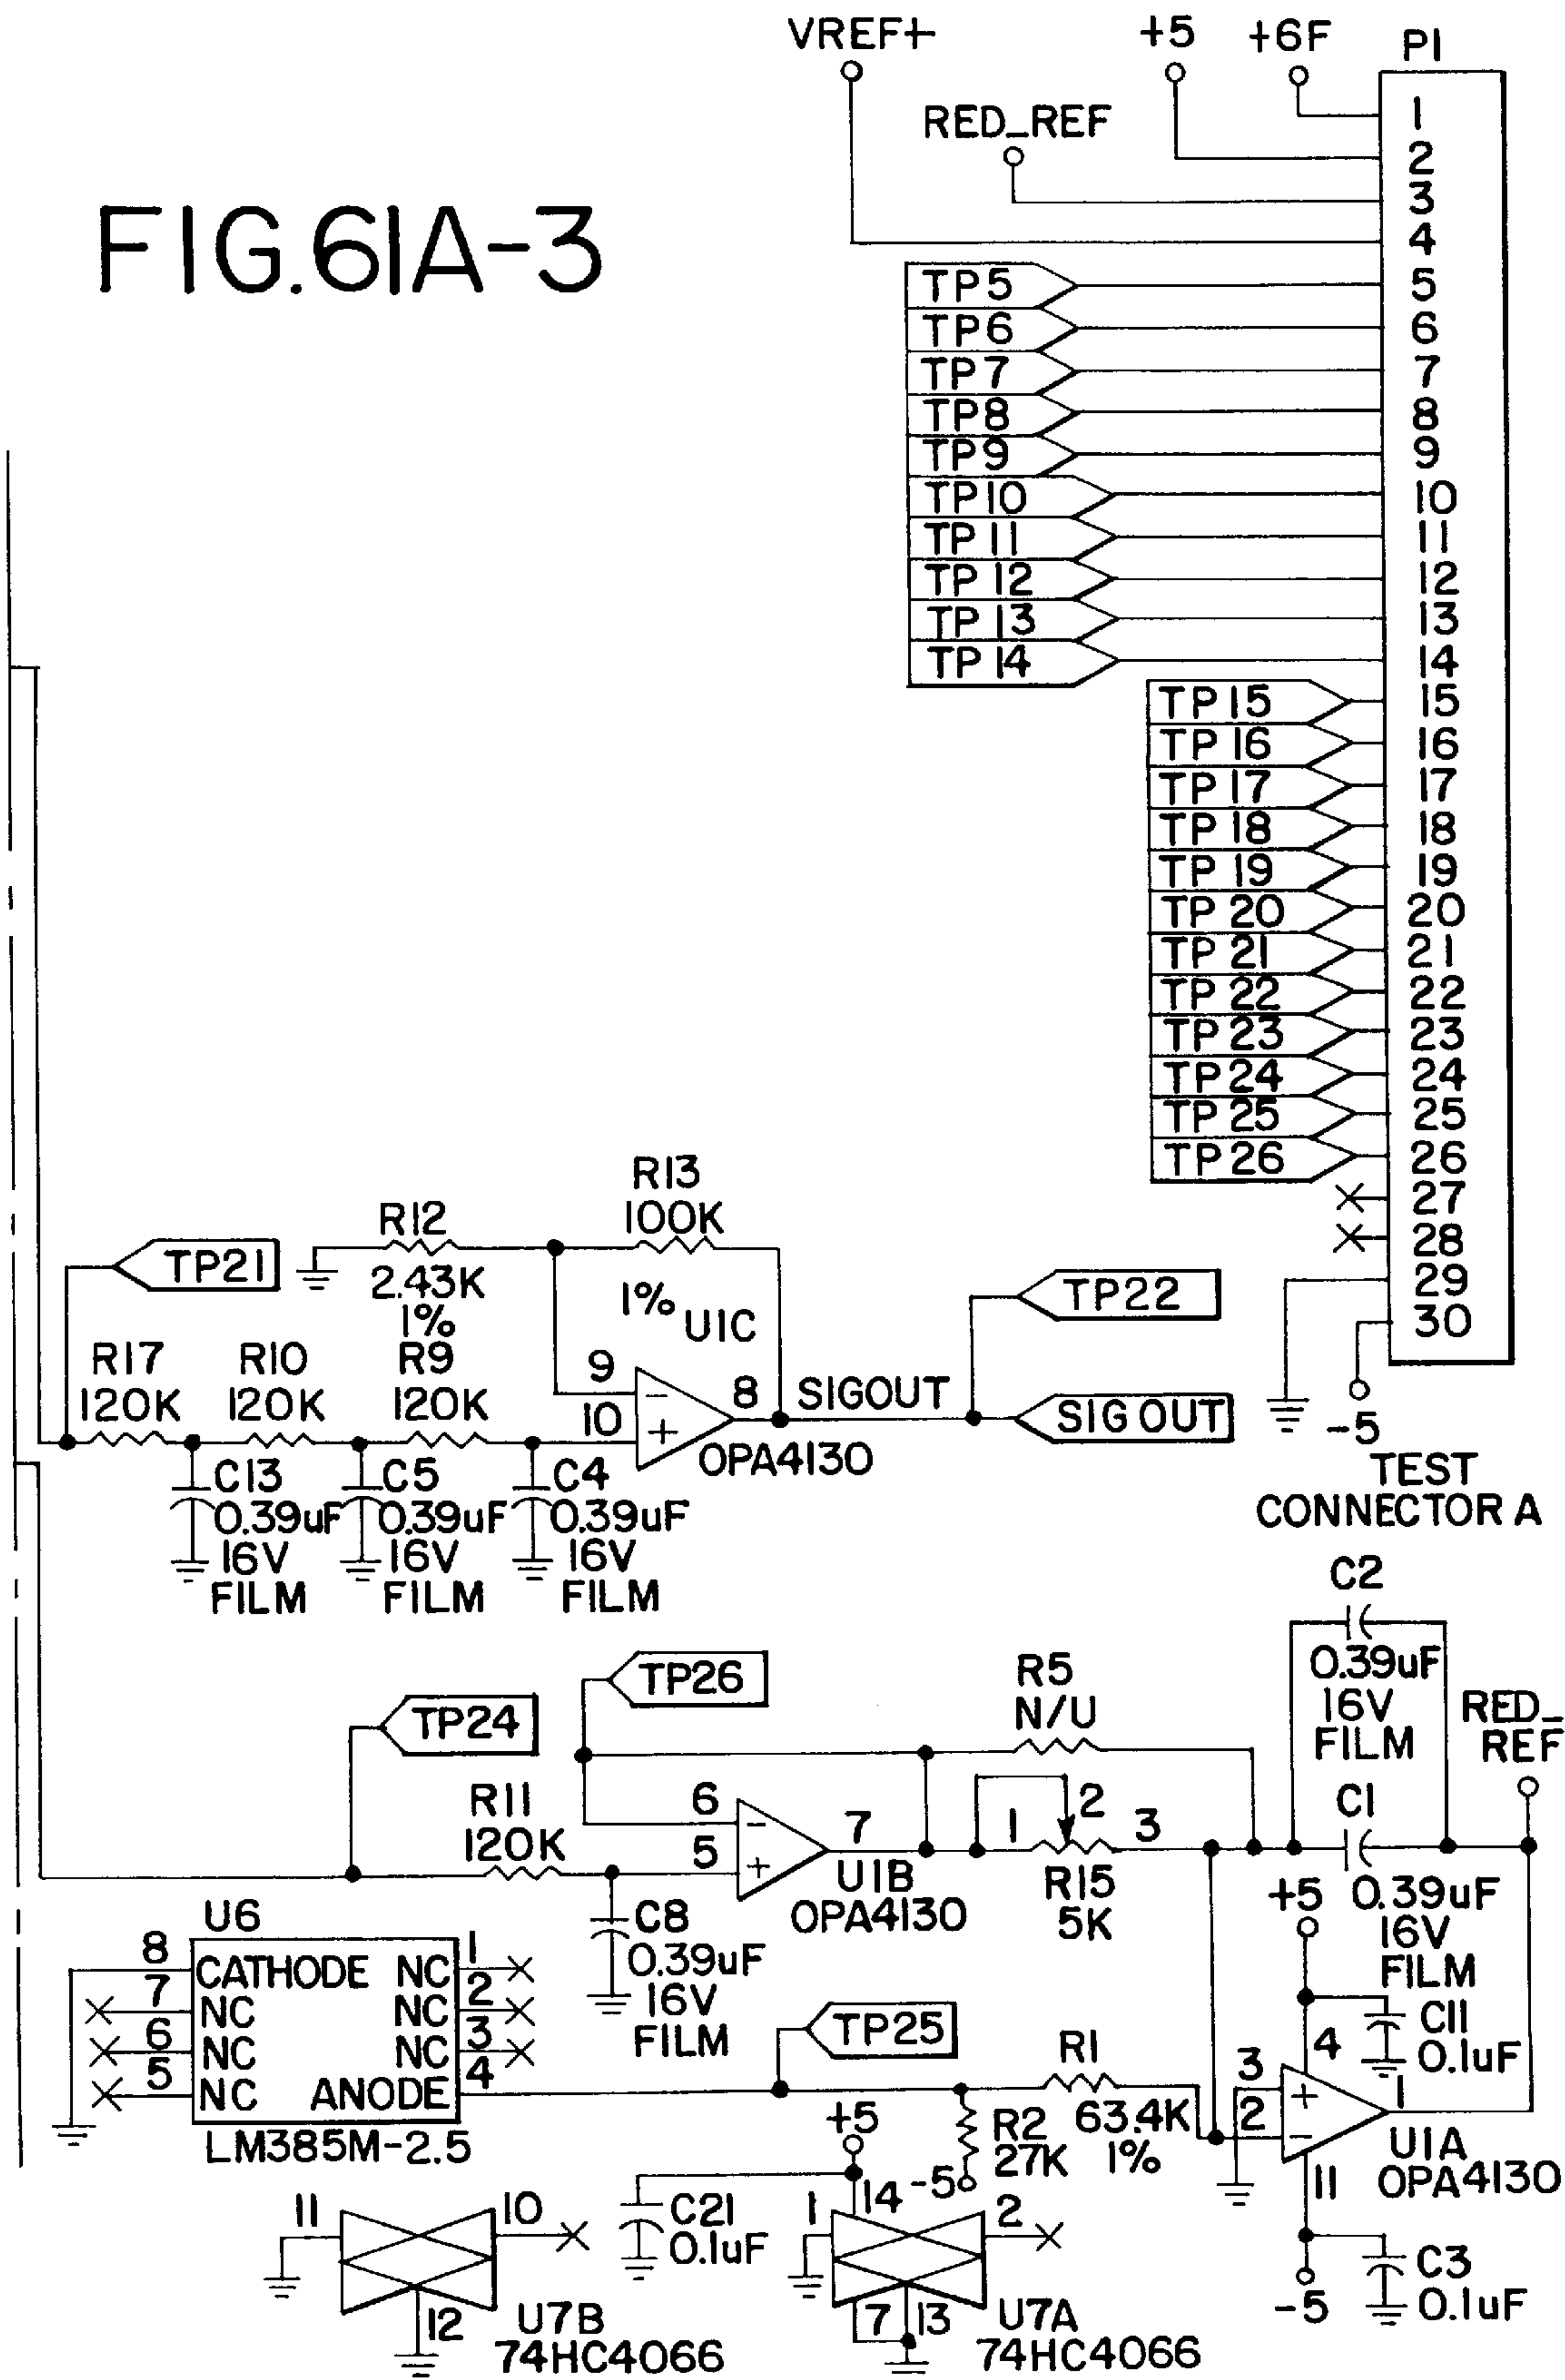 FIG.61A-3
VREF+
+5
+6F
P1
RED_REF
1
2
3
4
TP5
5
TP6
6
TP7
7
TP8
8
TP9
9
TP10
10
TP11
11
TP12
12
TP13
13
TP14
14
TP15
15
TP16
16
TP17
17
TP18
18
TP19
19
TP20
20
TP21
21
TP22
22
TP23
23
TP24
24
TP25
25
TP26
26
27
28
29
30
-5
TEST
CONNECTOR A
TP21
R12
2.43K
1%
R13
100K
1%
U1C
TP22
R17
120K
R10
120K
R9
120K
9
10
-
+
8
SIGOUT
SIGOUT
OPA4130
C13
0.39uF
16V
FILM
C5
0.39uF
16V
FILM
C4
0.39uF
16V
FILM
C2
0.39uF
16V
FILM
TP26
R5
N/U
RED_
REF
TP24
R11
120K
6
5
-
+
7
U1B
OPA4130
1
2
3
R15
5K
C1
0.39uF
16V
FILM
+5
C8
0.39uF
16V
FILM
U6
8
CATHODE
NC
1
7
NC
NC
2
6
NC
NC
3
5
NC
ANODE
4
LM385M-2.5
TP25
R1
63.4K
1%
R2
27K
-5
C11
0.1uF
4
3
2
+
-
1
U1A
OPA4130
11
-5
C3
0.1uF
+5
C21
0.1uF
11
10
12
U7B
74HC4066
1
14
2
7
13
U7A
74HC4066